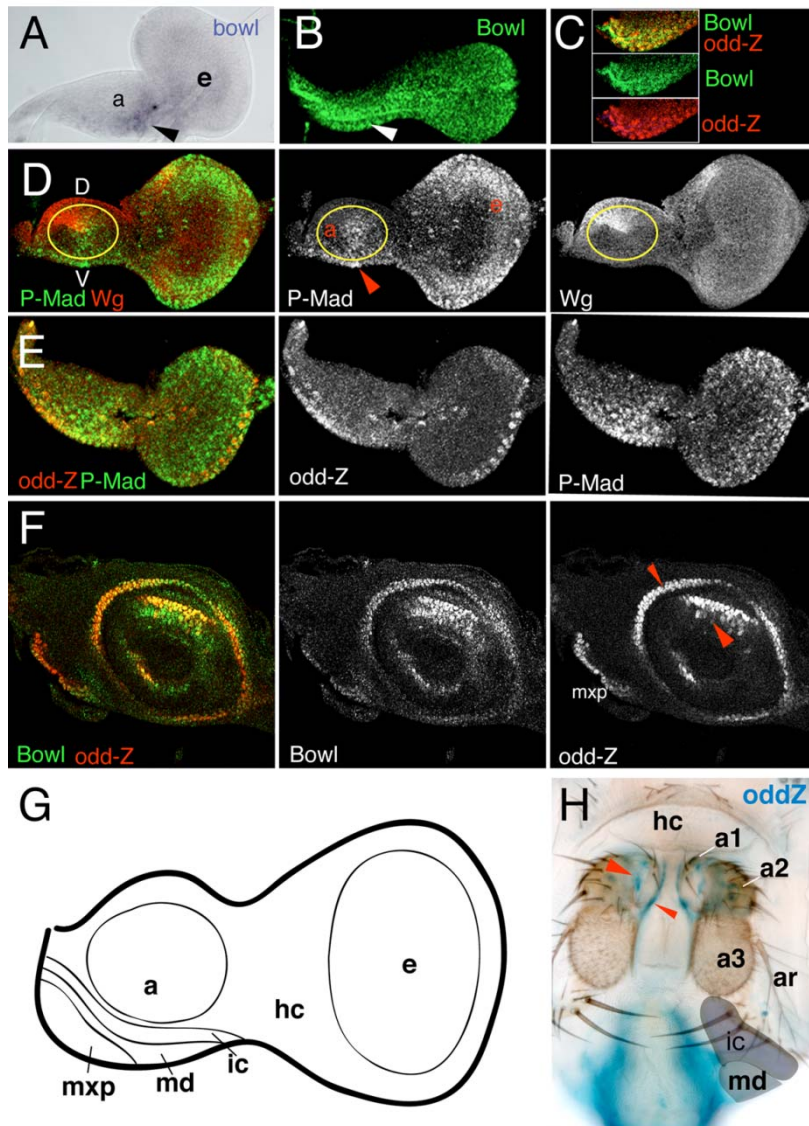 A
bowl
a
e
B
Bowl
C
Bowl
odd-Z
Bowl
odd-Z
D
D
V
P-Mad Wg
a
e
P-Mad
Wg
E
odd-Z P-Mad
odd-Z
P-Mad
F
Bowl odd-Z
Bowl
mxp
odd-Z
G
a
e
hc
ic
mxp
md
H
oddZ
hc
a1
a2
a3
ar
ic
md